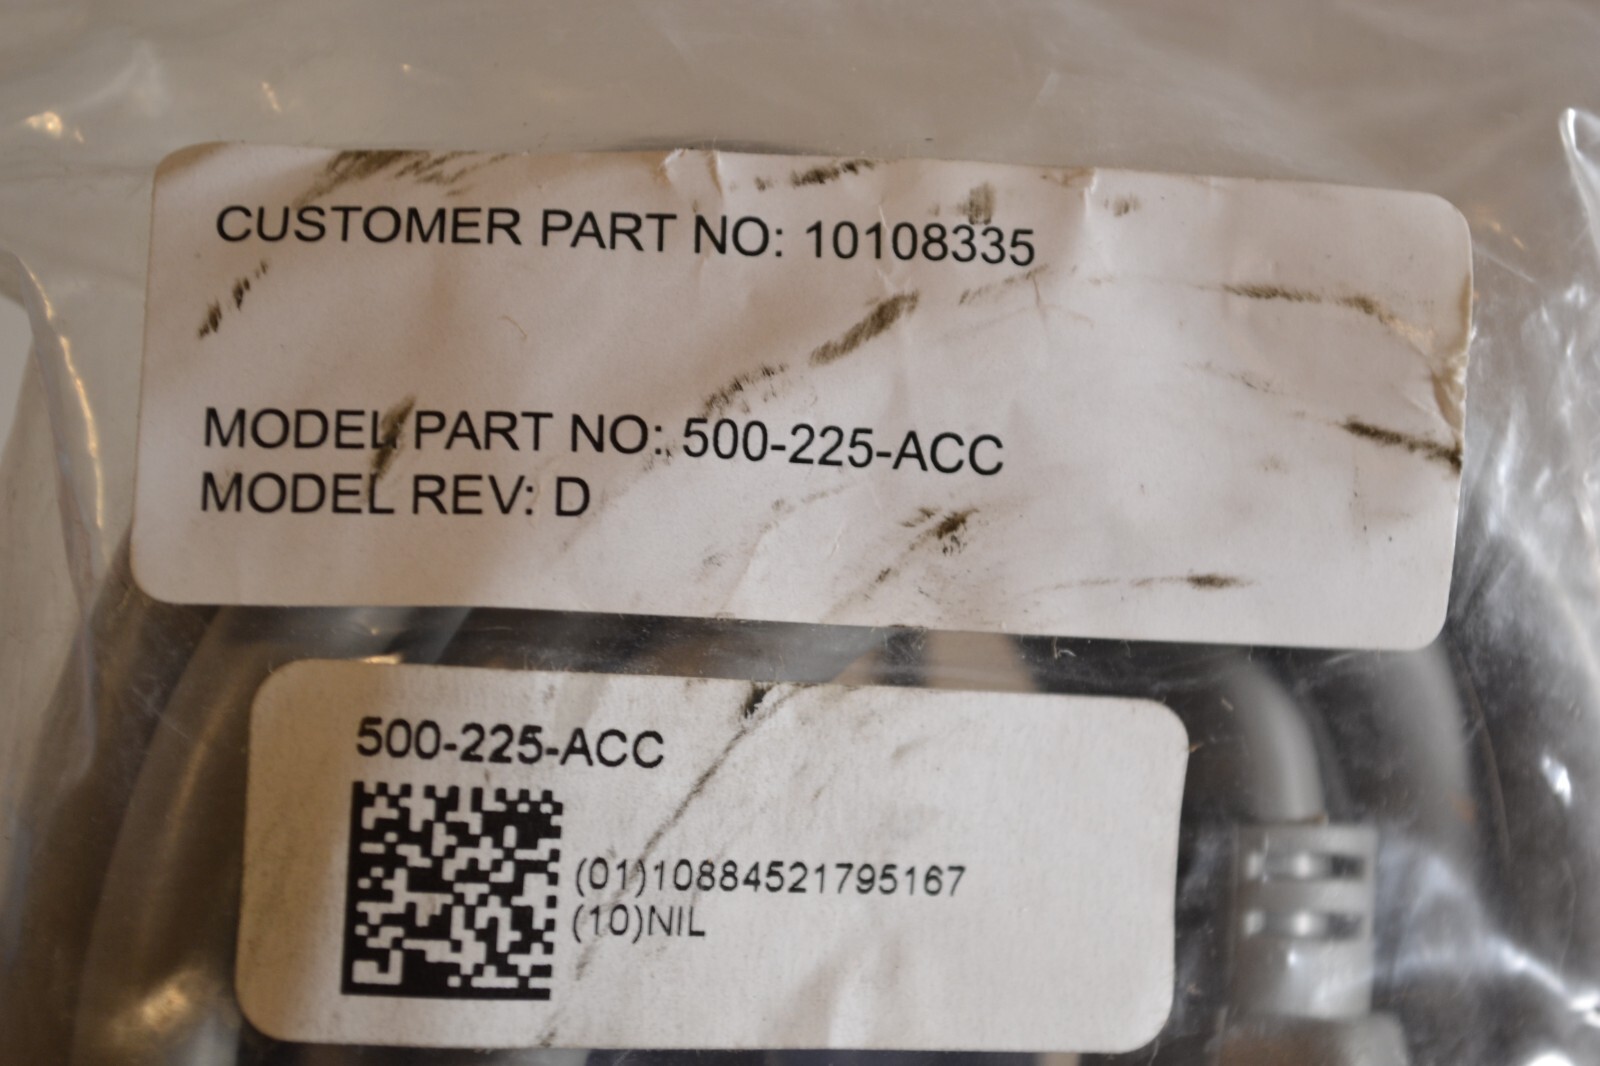 CUSTOMER PART NO: 10108335
MODEL PART NO: 500-225-ACC
MODEL REV: D
500-225-ACC
(01)10884521795167
(10)NIL